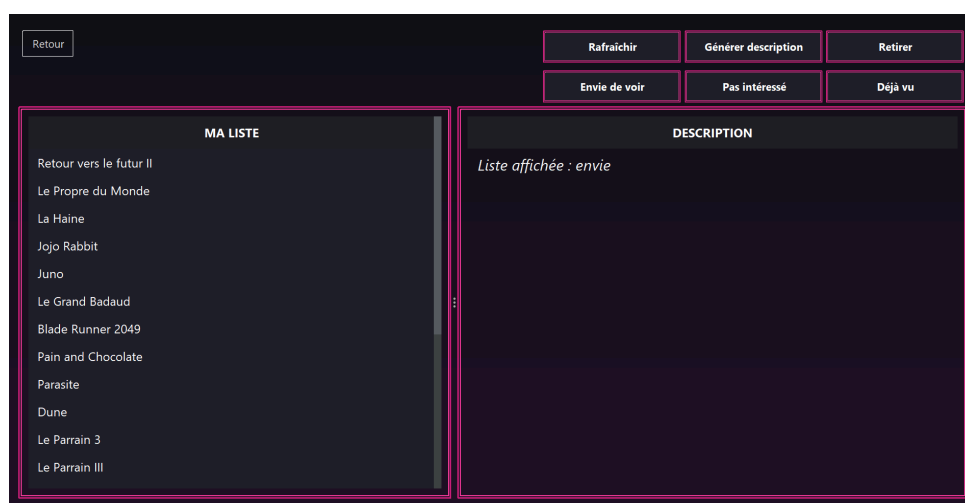 Retour
Rafraîchir
Générer description
Retirer
Envie de voir
Pas intéressé
Déjà vu
MA LISTE
Retour vers le futur II
Le Propre du Monde
La Haine
Jojo Rabbit
Juno
Le Grand Badaud
Blade Runner 2049
Pain and Chocolate
Parasite
Dune
Le Parrain 3
Le Parrain III
DESCRIPTION
Liste affichée : envie